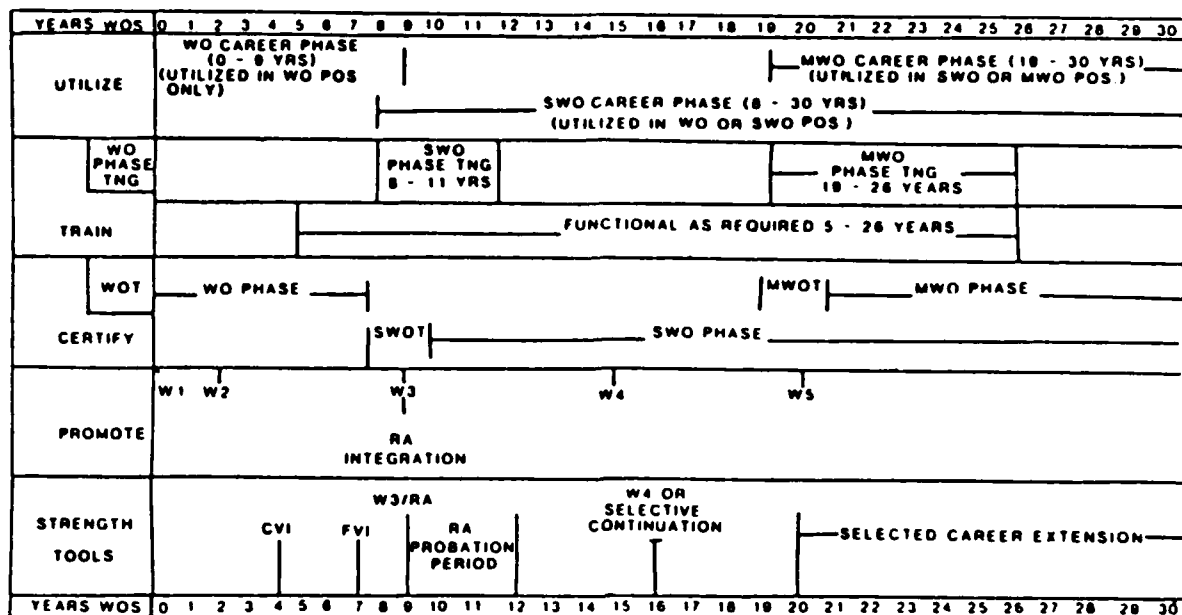 YEARS WOS 0 1 2 3 4 5 6 7 8 9 10 11 12 13 14 15 16 17 18 19 20 21 22 23 24 25 26 27 28 29 30
UTILIZE
WO CAREER PHASE
(0 - 9 YRS)
(UTILIZED IN WO POS
ONLY)
MWO CAREER PHASE (19 - 30 YRS)
(UTILIZED IN SWO OR MWO POS.)
SWO CAREER PHASE (8 - 30 YRS)
(UTILIZED IN WO OR SWO POS)
WO
PHASE
TNG
SWO
PHASE TNG
8 - 11 YRS
MWO
PHASE TNG
19 - 26 YEARS
TRAIN
FUNCTIONAL AS REQUIRED 5 - 26 YEARS
WOT
WO PHASE
MWOT
MWO PHASE
CERTIFY
SWOT
SWO PHASE
W1 W2 W3 W4 W5
PROMOTE
RA
INTEGRATION
STRENGTH
TOOLS
CVI
FVI
W3/RA
RA
PROBATION
PERIOD
W4 OR
SELECTIVE
CONTINUATION
SELECTED CAREER EXTENSION
YEARS WOS 0 1 2 3 4 5 6 7 8 9 10 11 12 13 14 15 16 17 18 19 20 21 22 23 24 25 26 27 28 29 30